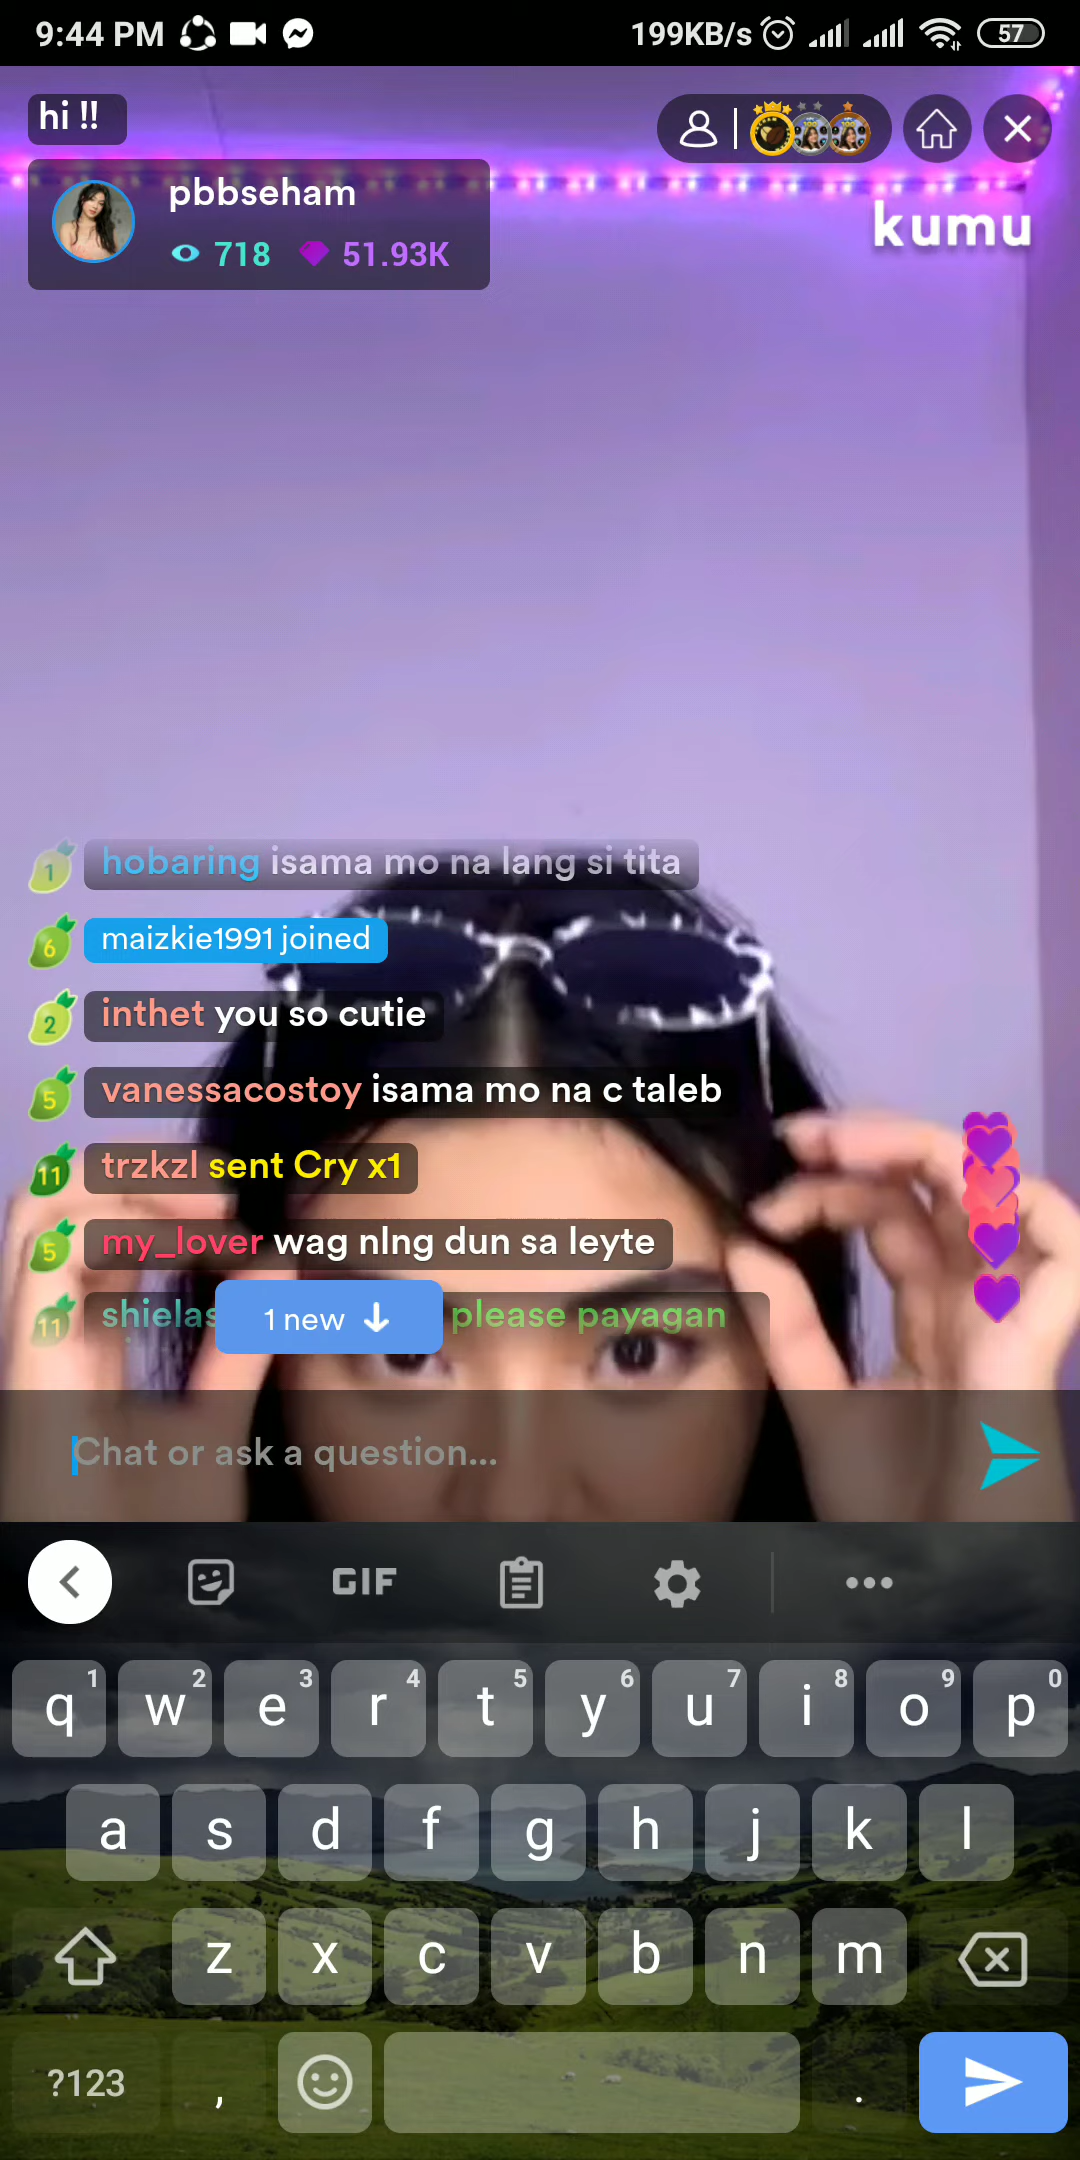 9:44 PM
199KB/s
57
hi !!
pbbseham
718
51.93K
kumu
1
hobaring isama mo na lang si tita
6
maizkie1991 joined
2
inthet you so cutie
5
vanessacostoy isama mo na c taleb
11
trzkzl sent Cry x1
5
my_lover wag nlng dun sa leyte
11
please payagan
1 new
Chat or ask a question...
GIF
1 2 3 4 5 6 7 8 9 0
q w e r t y u i o p
a s d f g h j k l
z x c v b n m
?123 , .